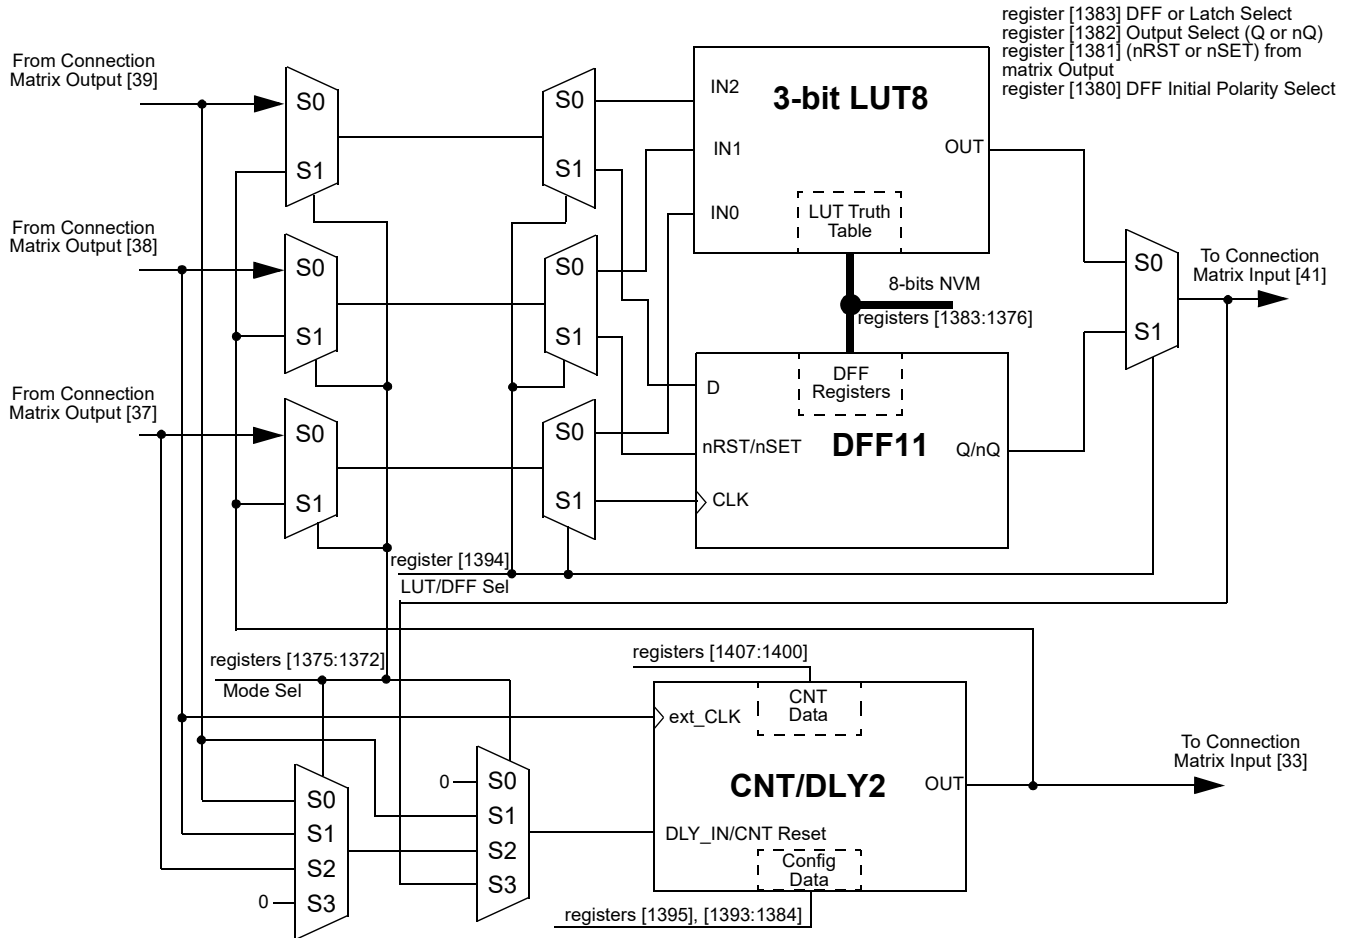 register [1383] DFF or Latch Select
register [1382] Output Select (Q or nQ)
register [1381] (nRST or nSET) from
matrix Output
register [1380] DFF Initial Polarity Select
From Connection
Matrix Output [39]
S0
S1
S0
S1
IN2
3-bit LUT8
IN1
OUT
IN0
LUT Truth
Table
From Connection
Matrix Output [38]
S0
S1
S0
S1
S0
S1
To Connection
Matrix Input [41]
8-bits NVM
registers [1383:1376]
From Connection
Matrix Output [37]
S0
S1
S0
S1
DFF
Registers
D
nRST/nSET
DFF11
Q/nQ
CLK
register [1394]
LUT/DFF Sel
registers [1375:1372]
Mode Sel
registers [1407:1400]
CNT
Data
ext_CLK
CNT/DLY2
OUT
To Connection
Matrix Input [33]
DLY_IN/CNT Reset
Config
Data
0
S0
S1
S2
S3
S0
S1
S2
0
S3
registers [1395], [1393:1384]